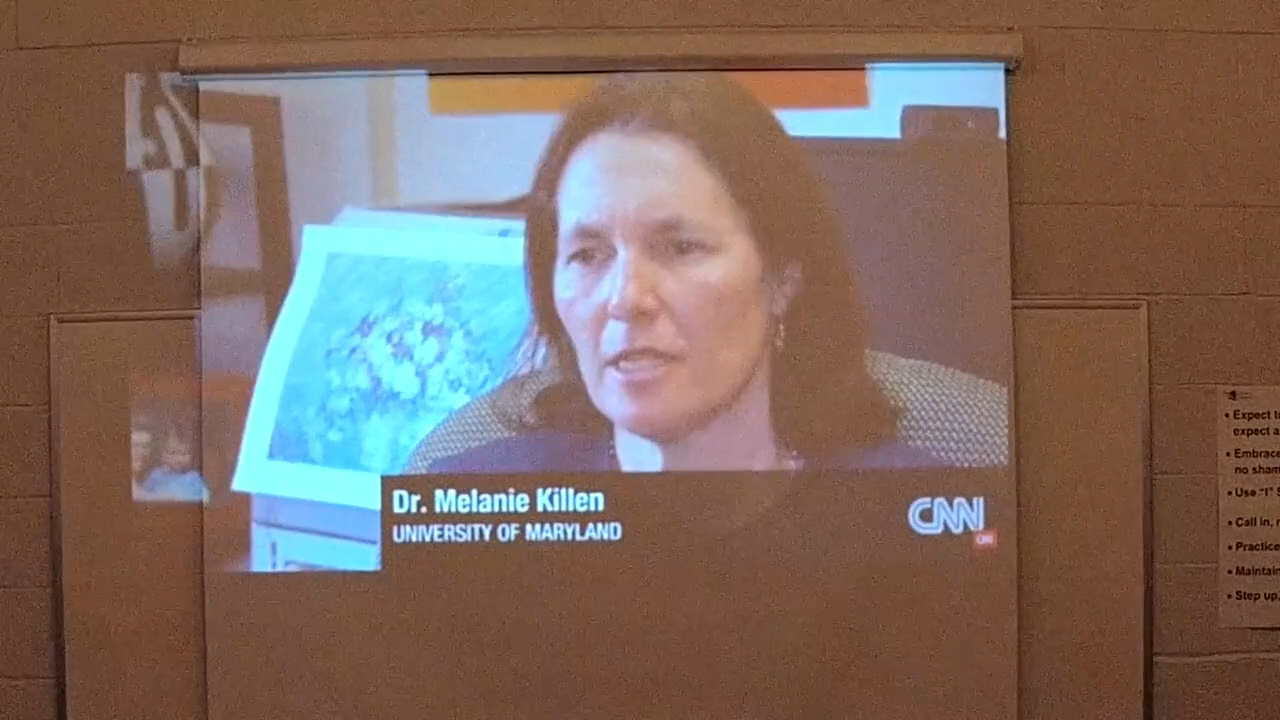 Dr. Melanie Killen
UNIVERSITY OF MARYLAND
CNN
CNN
• Expect
expect a
• Embrace
no sham
• Use "I"
• Call in,
• Practice
• Maintain
• Step up,